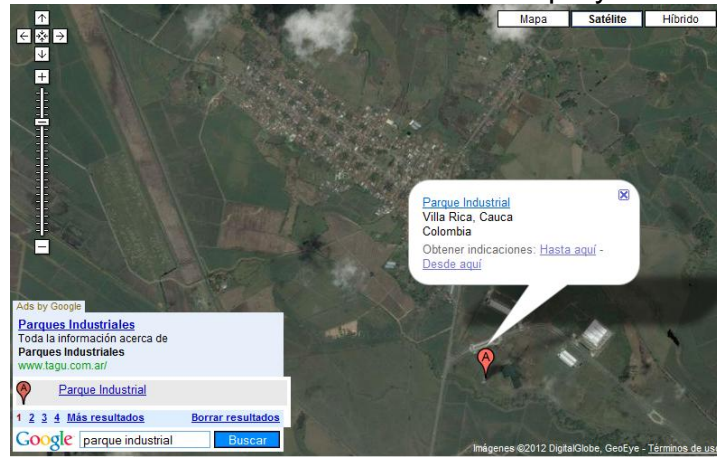 Mapa Satélite Híbrido
Parque Industrial
Villa Rica, Cauca
Colombia
Obtener indicaciones: Hasta aquí -
Desde aquí
Ads by Google
Parques Industriales
Toda la información acerca de
Parques Industriales
www.tagu.com.ar/
A
A Parque Industrial
1 2 3 4 Más resultados Borrar resultados
Google parque industrial Buscar
Imágenes ©2012 DigitalGlobe, GeoEye - Términos de uso